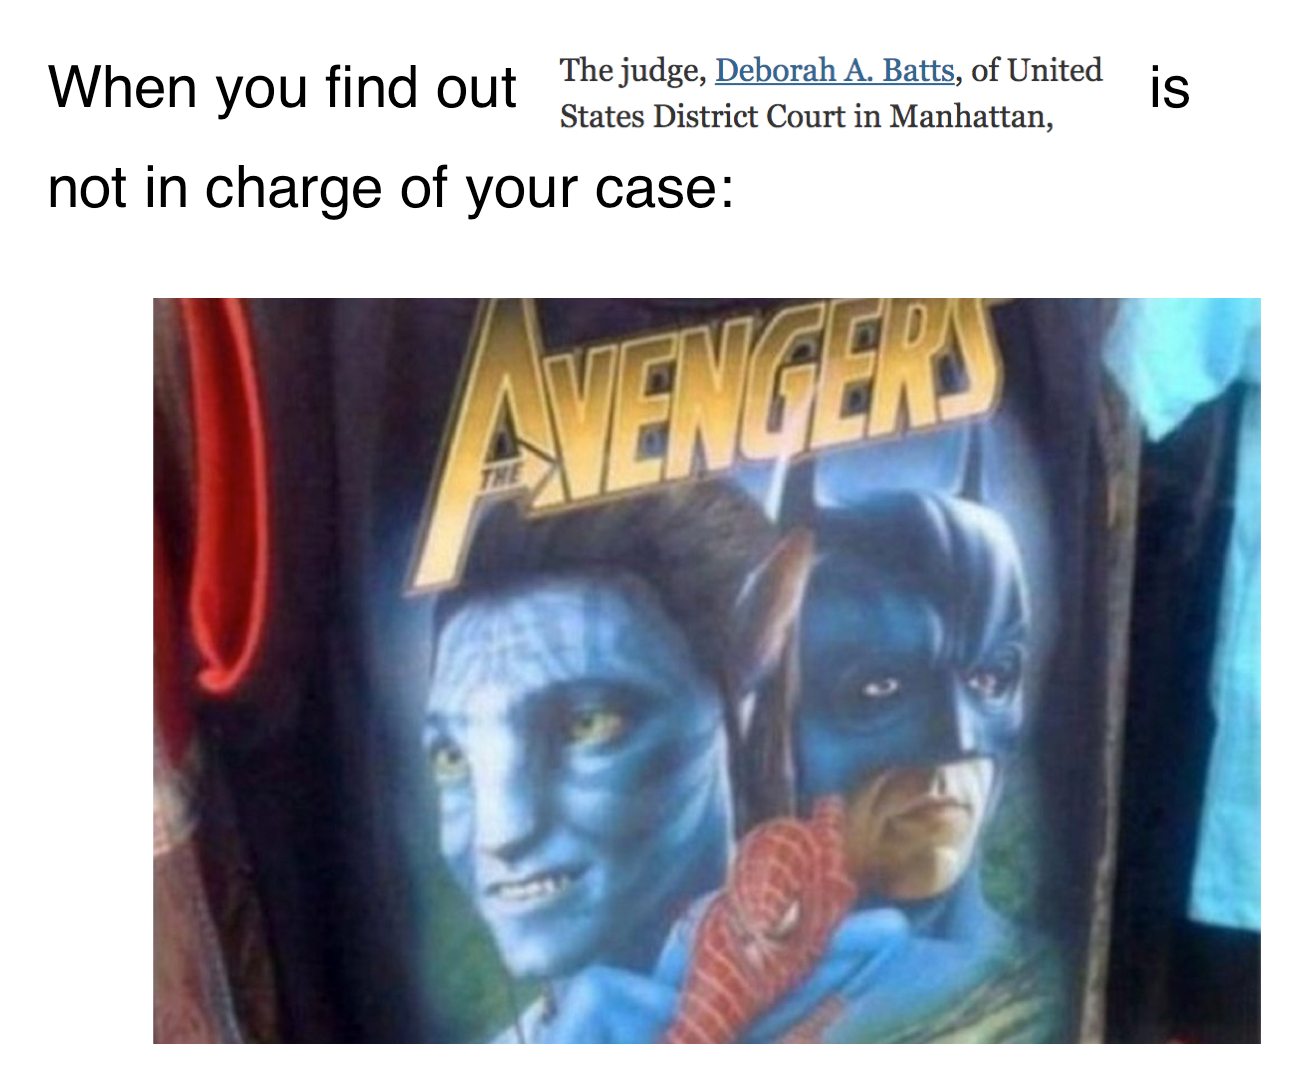 When you find out The judge, Deborah A. Batts, of United
States District Court in Manhattan, is
not in charge of your case:
THE AVENGERS